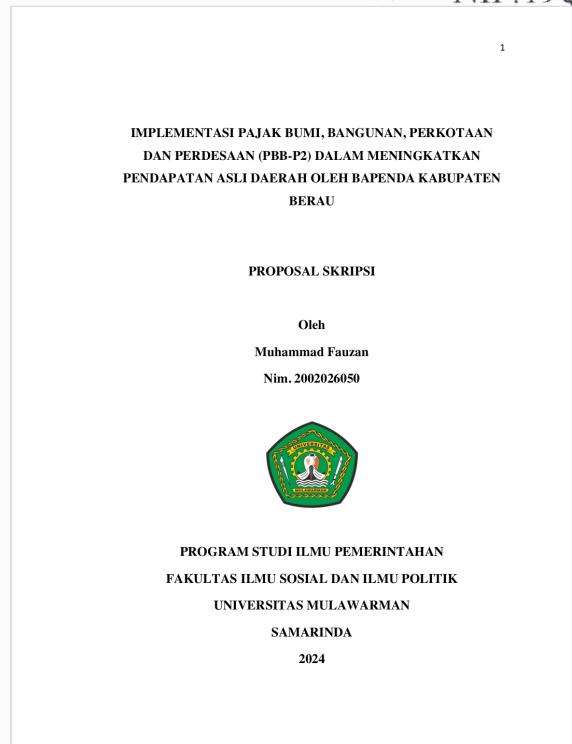 1
IMPLEMENTASI PAJAK BUMI, BANGUNAN, PERKOTAAN
DAN PERDESAAN (PBB-P2) DALAM MENINGKATKAN
PENDAPATAN ASLI DAERAH OLEH BAPENDA KABUPATEN
BERAU
PROPOSAL SKRIPSI
Oleh
Muhammad Fauzan
Nim. 2002026050
UNIVERSITAS
MULAWARMAN
PROGRAM STUDI ILMU PEMERINTAHAN
FAKULTAS ILMU SOSIAL DAN ILMU POLITIK
UNIVERSITAS MULAWARMAN
SAMARINDA
2024